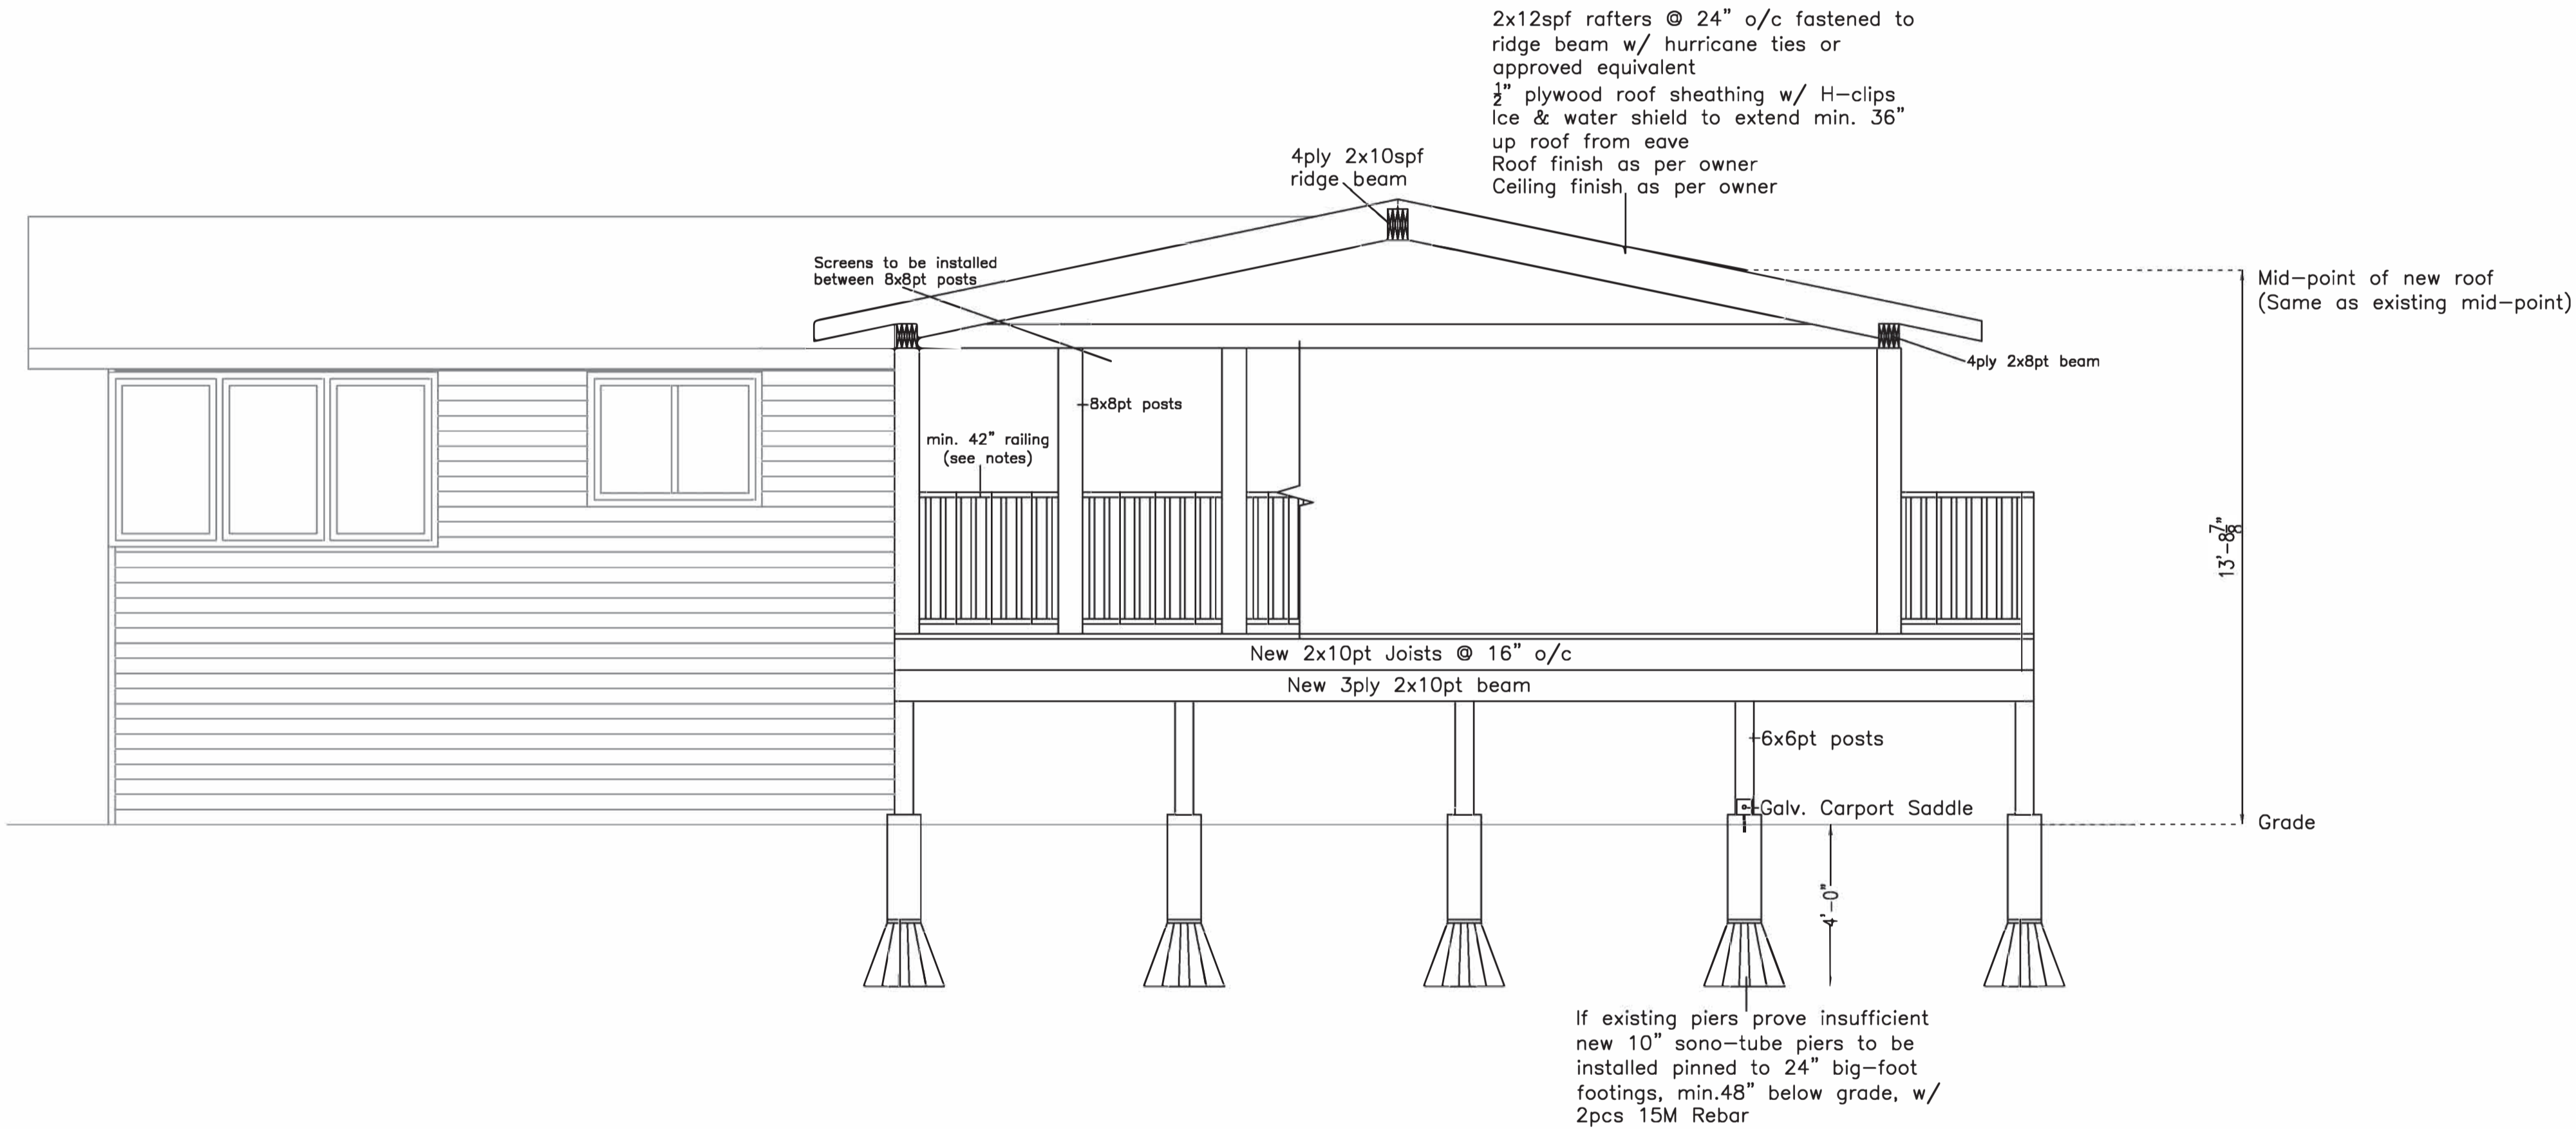 2x12spf rafters @ 24" o/c fastened to
ridge beam w/ hurricane ties or
approved equivalent
½" plywood roof sheathing w/ H-clips
Ice & water shield to extend min. 36"
up roof from eave
Roof finish as per owner
Ceiling finish as per owner
4ply 2x10spf
ridge beam
Screens to be installed
between 8x8pt posts
Mid-point of new roof
(Same as existing mid-point)
4ply 2x8pt beam
8x8pt posts
min. 42" railing
(see notes)
13'-8⅞"
New 2x10pt Joists @ 16" o/c
New 3ply 2x10pt beam
6x6pt posts
Galv. Carport Saddle
Grade
4'-0"
If existing piers prove insufficient
new 10" sono-tube piers to be
installed pinned to 24" big-foot
footings, min.48" below grade, w/
2pcs 15M Rebar